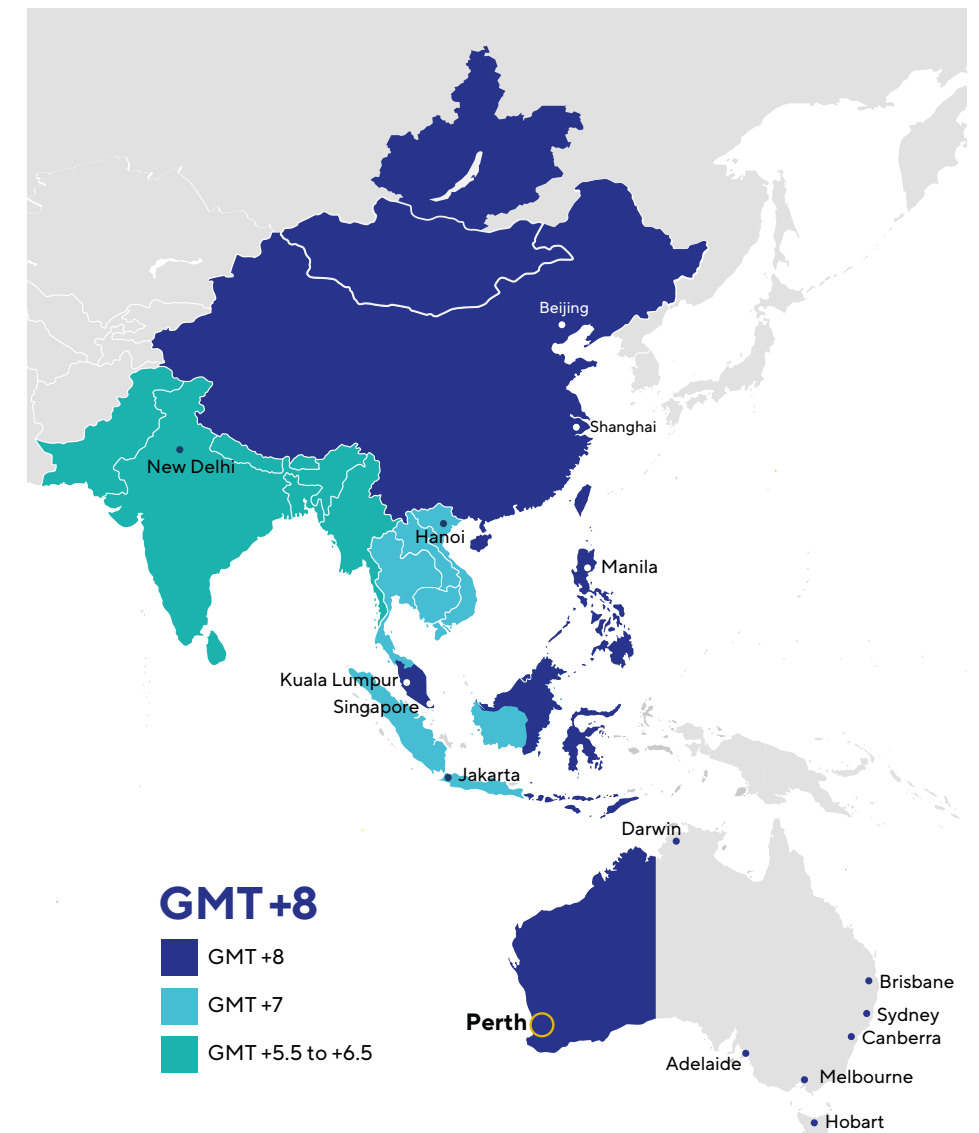 Beijing
Shanghai
New Delhi
Hanoi
Manila
Kuala Lumpur
Singapore
Jakarta
Darwin
GMT +8
GMT +8
GMT +7
GMT +5.5 to +6.5
Brisbane
Sydney
Perth
Canberra
Adelaide
Melbourne
Hobart